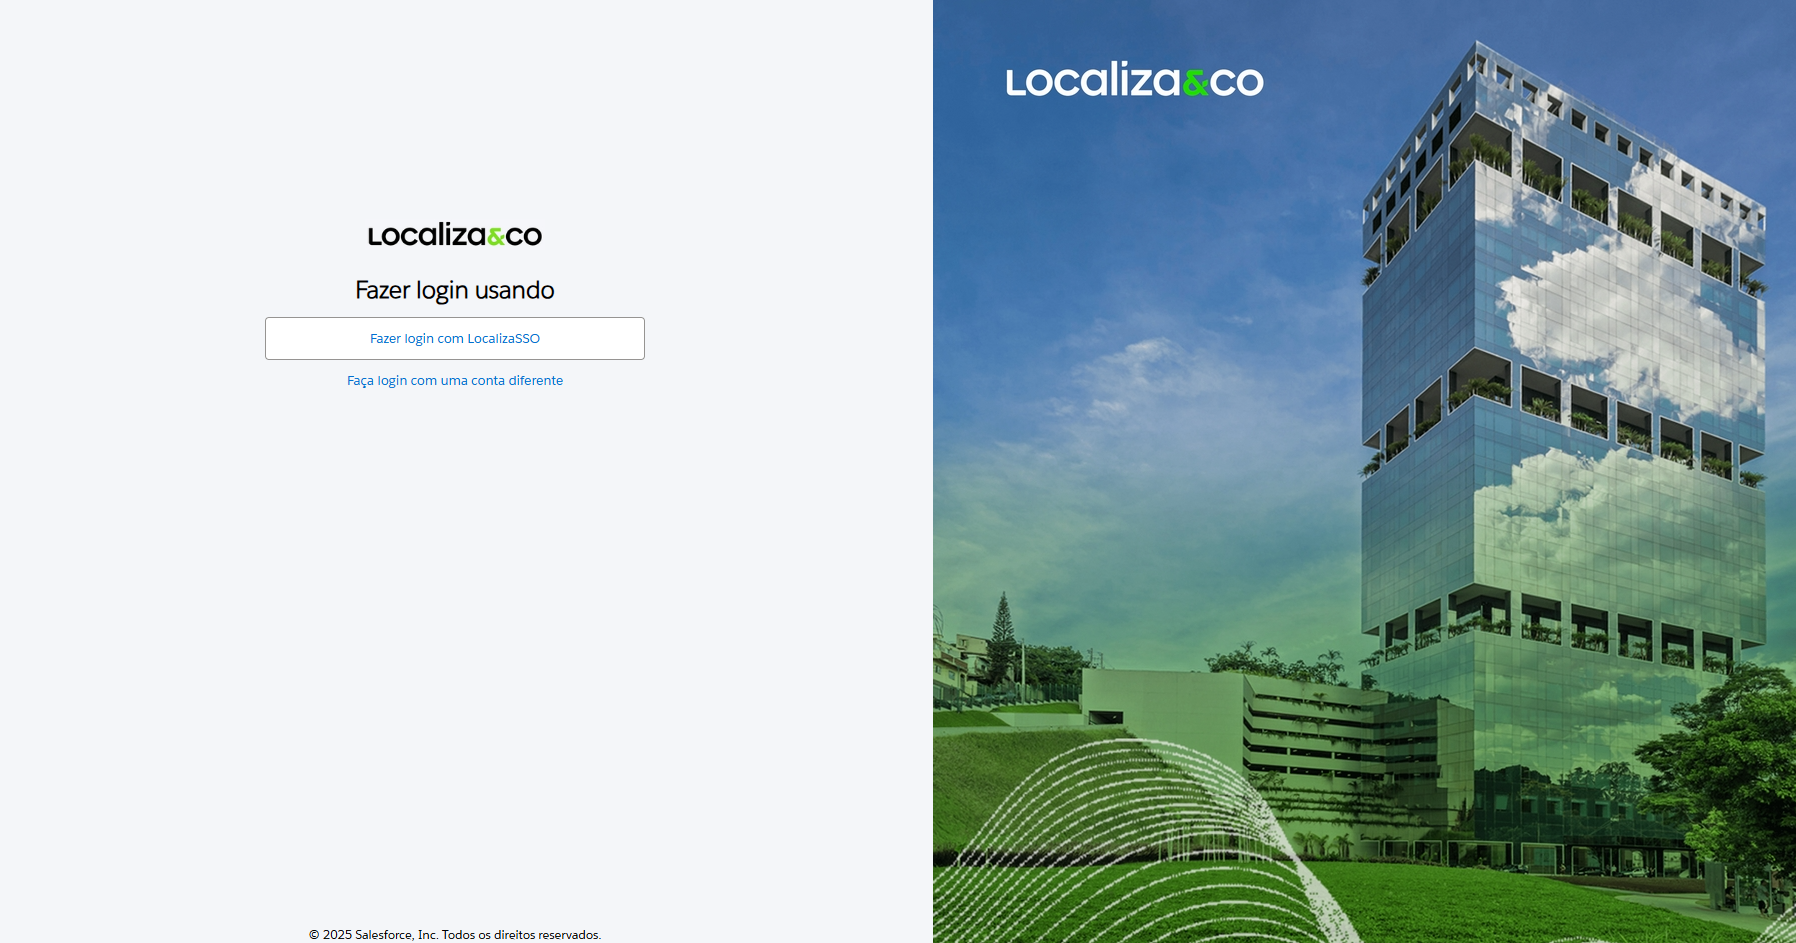 Localiza&co
Fazer login usando
Fazer login com LocalizaSSO
Faça login com uma conta diferente
© 2025 Salesforce, Inc. Todos os direitos reservados.
Localiza&co